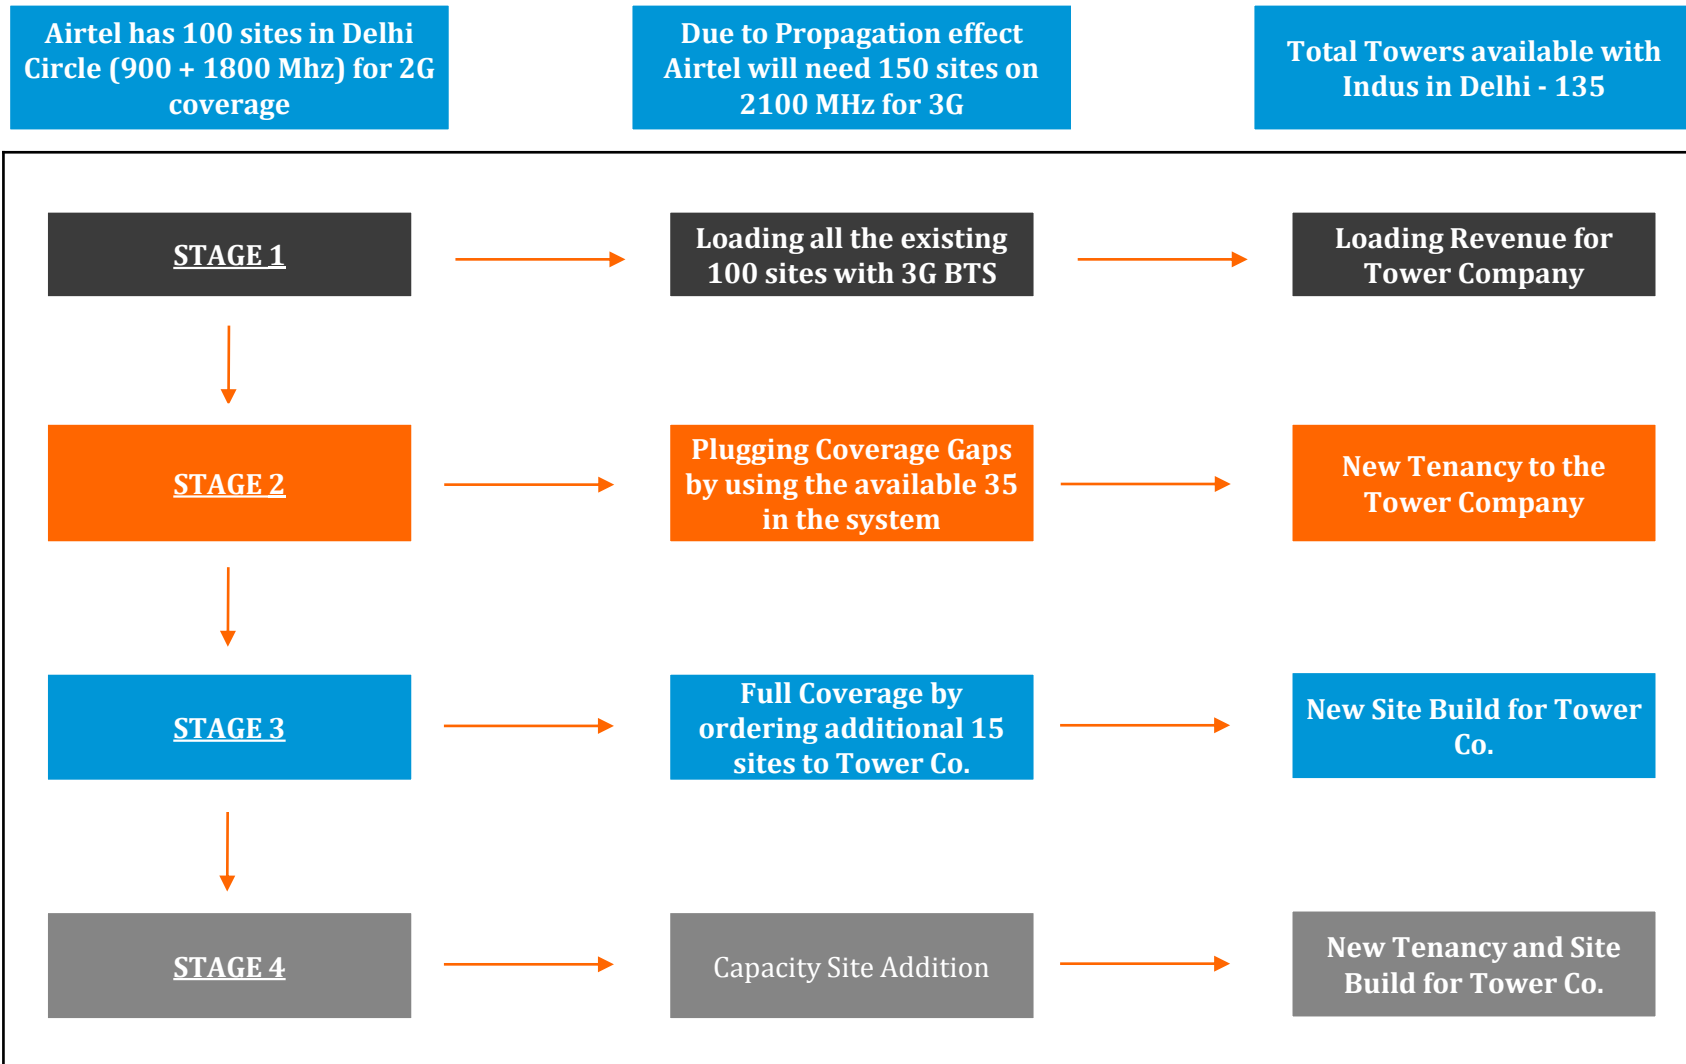 Airtel has 100 sites in Delhi
Circle (900 + 1800 Mhz) for 2G
coverage
Due to Propagation effect
Airtel will need 150 sites on
2100 MHz for 3G
Total Towers available with
Indus in Delhi - 135
STAGE 1
Loading all the existing
100 sites with 3G BTS
Loading Revenue for
Tower Company
STAGE 2
Plugging Coverage Gaps
by using the available 35
in the system
New Tenancy to the
Tower Company
STAGE 3
Full Coverage by
ordering additional 15
sites to Tower Co.
New Site Build for Tower
Co.
STAGE 4
Capacity Site Addition
New Tenancy and Site
Build for Tower Co.